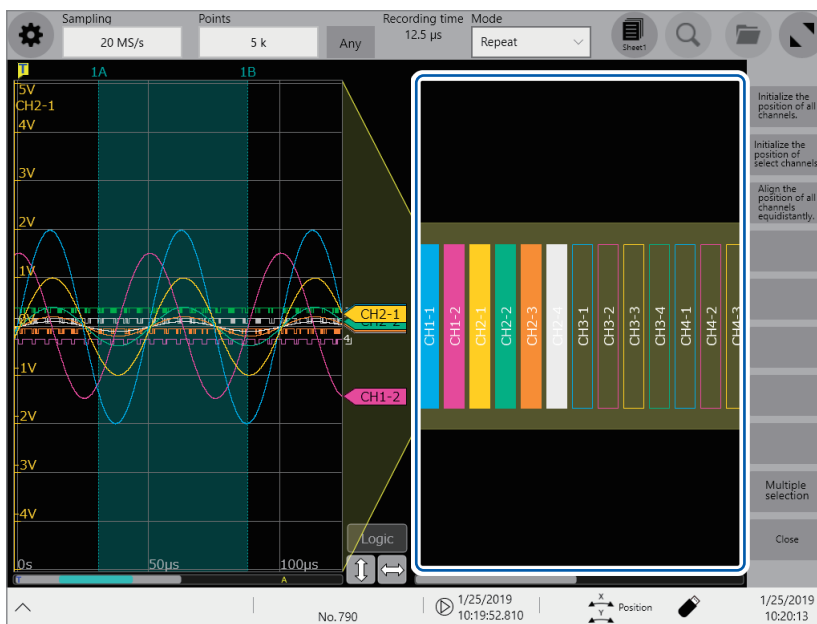 Sampling
20 MS/s
Points
5 k
Any
Recording time
12.5 µs
Mode
Repeat
Sheet1
T
1A
1B
5V
CH2-1
4V
3V
2V
1V
0V
-1V
-2V
-3V
-4V
0s
50µs
100µs
CH2-1
CH2-2
CH1-2
4
Logic
T
A
CH1-1
CH1-2
CH2-1
CH2-2
CH2-3
CH2-4
CH3-1
CH3-2
CH3-3
CH3-4
CH4-1
CH4-2
CH4-3
Initialize the
position of all
channels.
Initialize the
position of
select channels
Align the
position of all
channels
equidistantly.
Multiple
selection
Close
No. 790
1/25/2019
10:19:52.810
X
Y
Position
1/25/2019
10:20:13